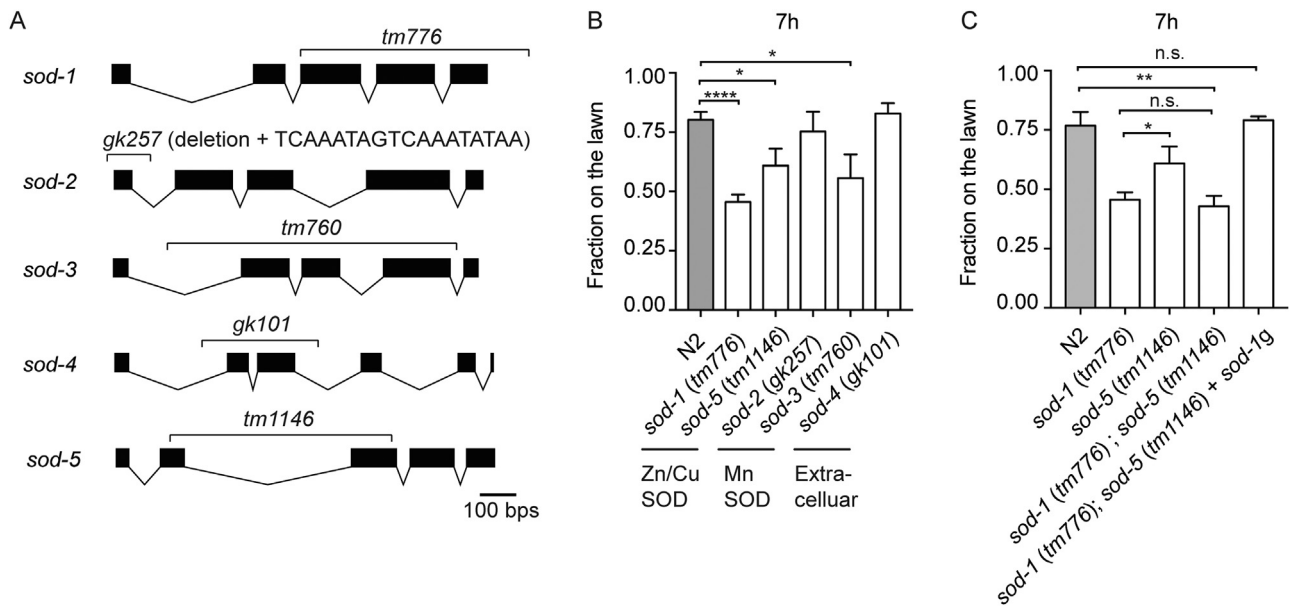 A
tm776
sod-1
gk257 (deletion + TCAAATAGTCAAATATAA)
sod-2
tm760
sod-3
gk101
sod-4
tm1146
sod-5
100 bps
B
7h
*
*
****
Fraction on the lawn
1.00
0.75
0.50
0.25
0.00
N2
sod-1 (tm776)
sod-5 (tm1146)
sod-2 (gk257)
sod-3 (tm760)
sod-4 (gk101)
Zn/Cu
SOD
Mn
SOD
Extra-
celluar
C
7h
n.s.
**
n.s.
*
Fraction on the lawn
1.00
0.75
0.50
0.25
0.00
N2
sod-1 (tm776)
sod-5 (tm1146)
sod-1 (tm776) ; sod-5 (tm1146)
sod-1 (tm776); sod-5 (tm1146) + sod-1g